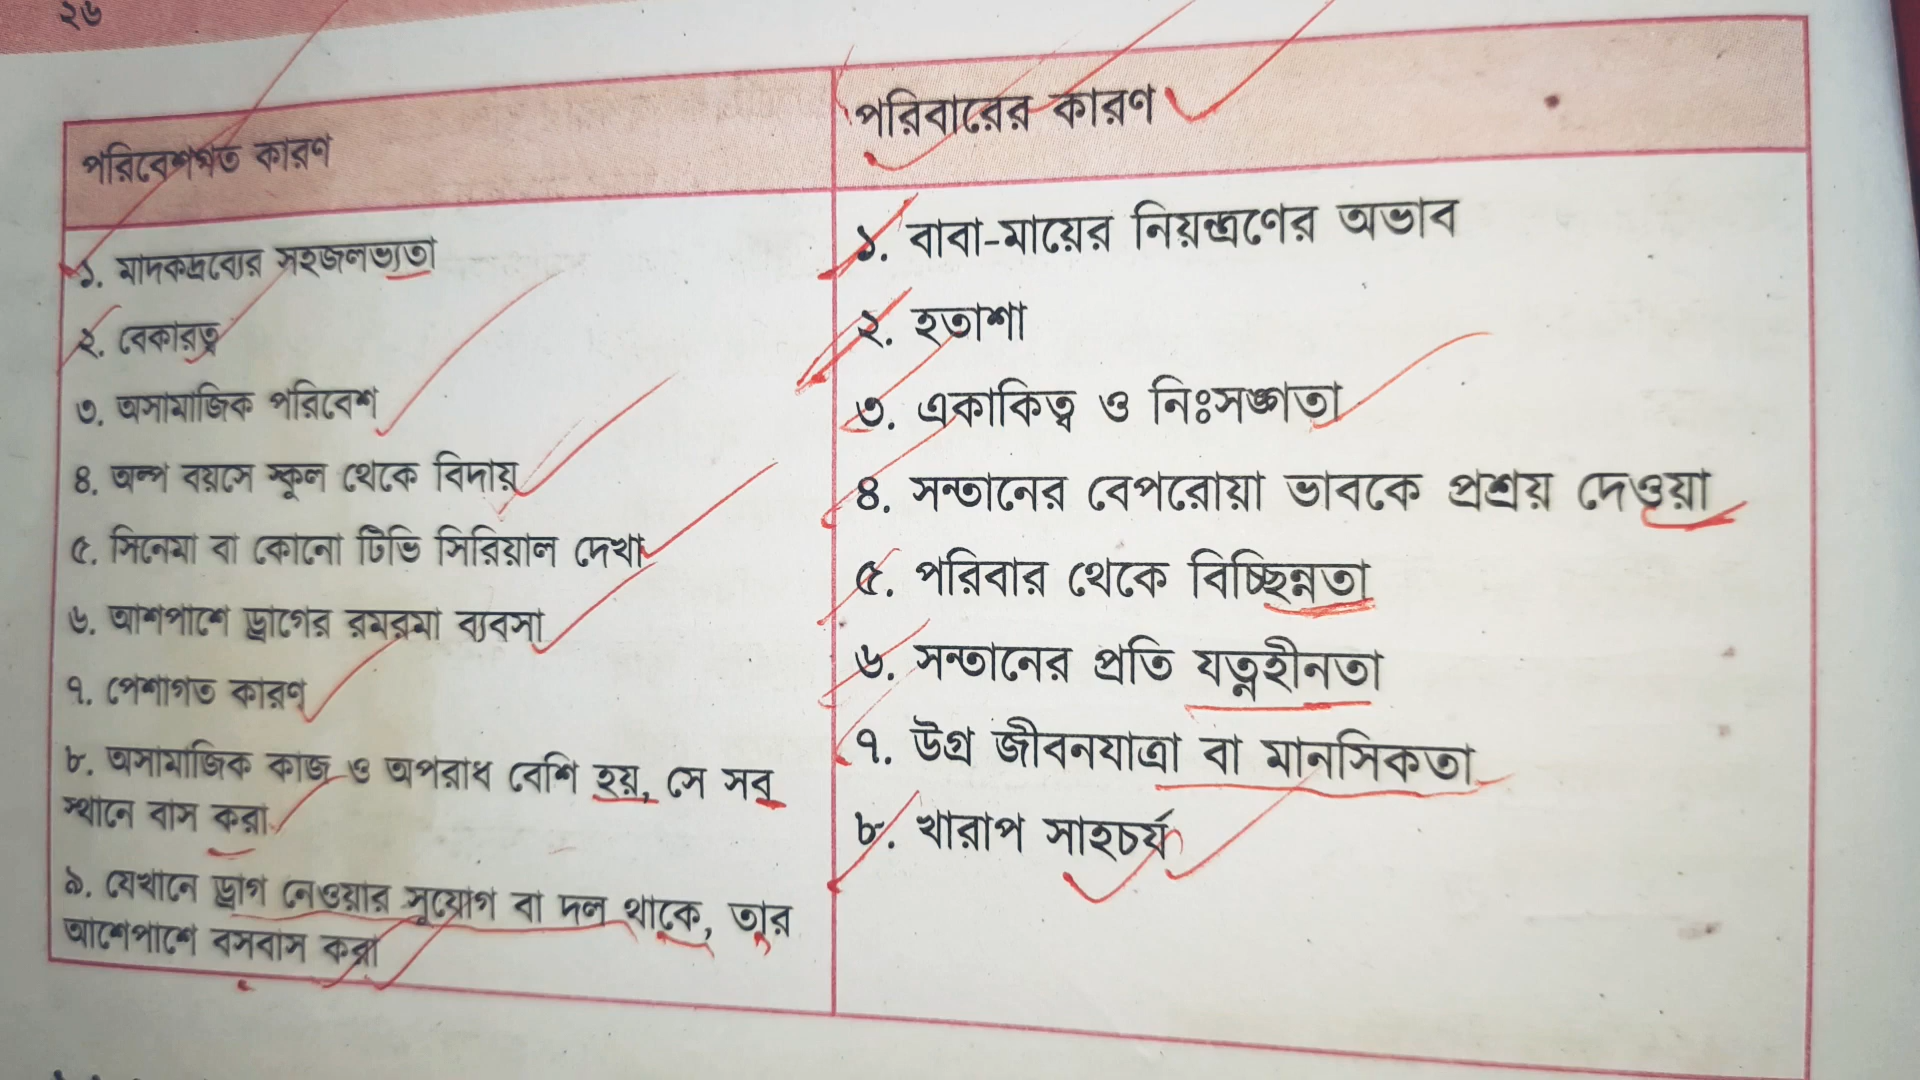 ২৬
পরিবেশগত কারণ
১. মাদকদ্রব্যের সহজলভ্যতা
২. বেকারত্ব
৩. অসামাজিক পরিবেশ
৪. অল্প বয়সে স্কুল থেকে বিদায়
৫. সিনেমা বা কোনো টিভি সিরিয়াল দেখা
৬. আশপাশে ড্রাগের রমরমা ব্যবসা
৭. পেশাগত কারণ
৮. অসামাজিক কাজ ও অপরাধ বেশি হয়, সে সব
স্থানে বাস করা
৯. যেখানে ড্রাগ নেওয়ার সুযোগ বা দল থাকে, তার
আশেপাশে বসবাস করা
পরিবারের কারণ
১. বাবা-মায়ের নিয়ন্ত্রণের অভাব
২. হতাশা
৩. একাকিত্ব ও নিঃসঙ্গতা
৪. সন্তানের বেপরোয়া ভাবকে প্রশ্রয় দেওয়া
৫. পরিবার থেকে বিচ্ছিন্নতা
৬. সন্তানের প্রতি যত্নহীনতা
৭. উগ্র জীবনযাত্রা বা মানসিকতা
৮. খারাপ সাহচর্য